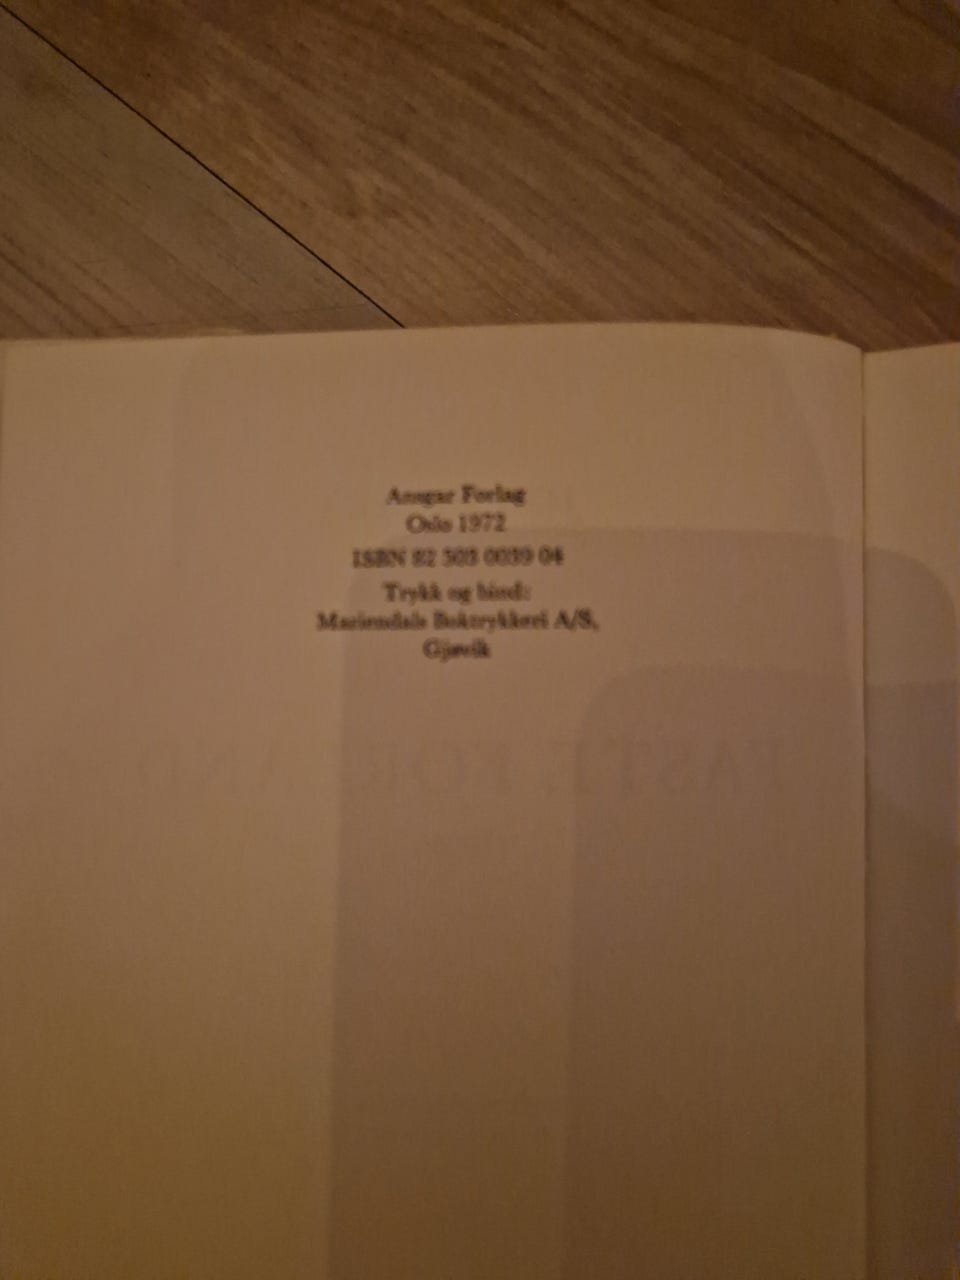 Ansgar Forlag
Oslo 1972
ISBN 82 503 0039 04
Trykk og bind:
Mariendals Boktrykkeri A/S,
Gjøvik